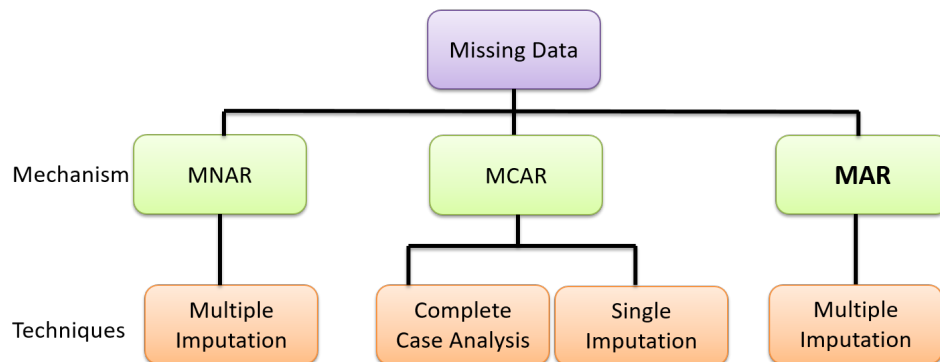 Missing Data
Mechanism
MNAR
MCAR
MAR
Techniques
Multiple
Imputation
Complete
Case Analysis
Single
Imputation
Multiple
Imputation